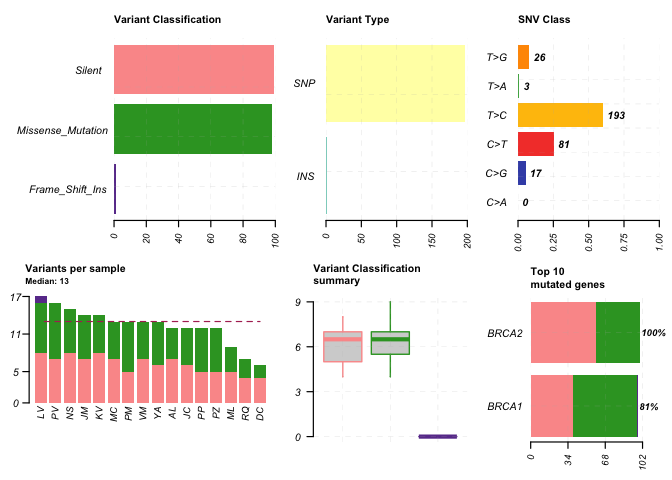 Variant Classification
Silent
Missense_Mutation
Frame_Shift_Ins
0 20 40 60 80 100
Variant Type
SNP
INS
0 50 100 150 200
SNV Class
T>G 26
T>A 3
T>C 193
C>T 81
C>G 17
C>A 0
0.00 0.25 0.50 0.75 1.00
Variants per sample
Median: 13
17
11
5
0
LV PV NS JM KV MC PM VM YA AL JC PP PZ ML RQ DC
Variant Classification
summary
9
6
3
0
Top 10
mutated genes
BRCA2 100%
BRCA1 81%
0 34 68 102